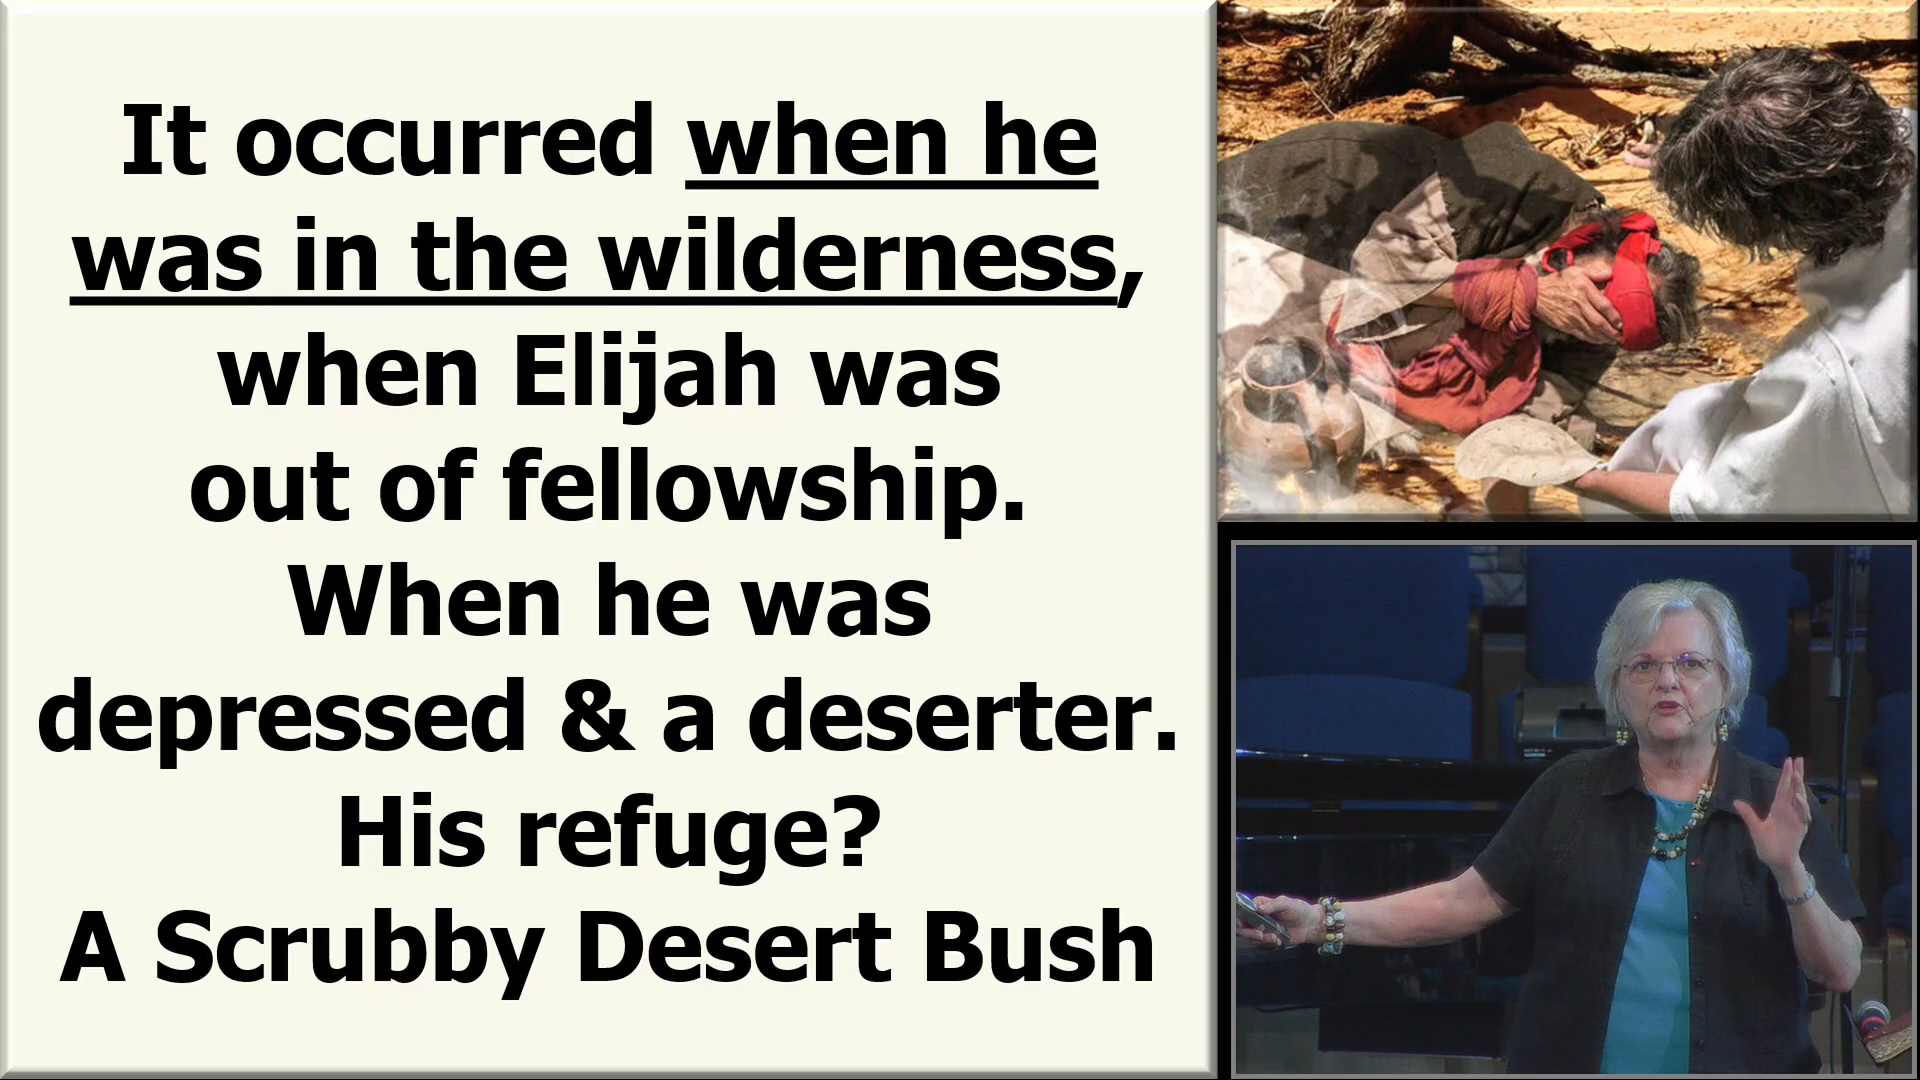 It occurred when he
was in the wilderness,
when Elijah was
out of fellowship.
When he was
depressed & a deserter.
His refuge?
A Scrubby Desert Bush